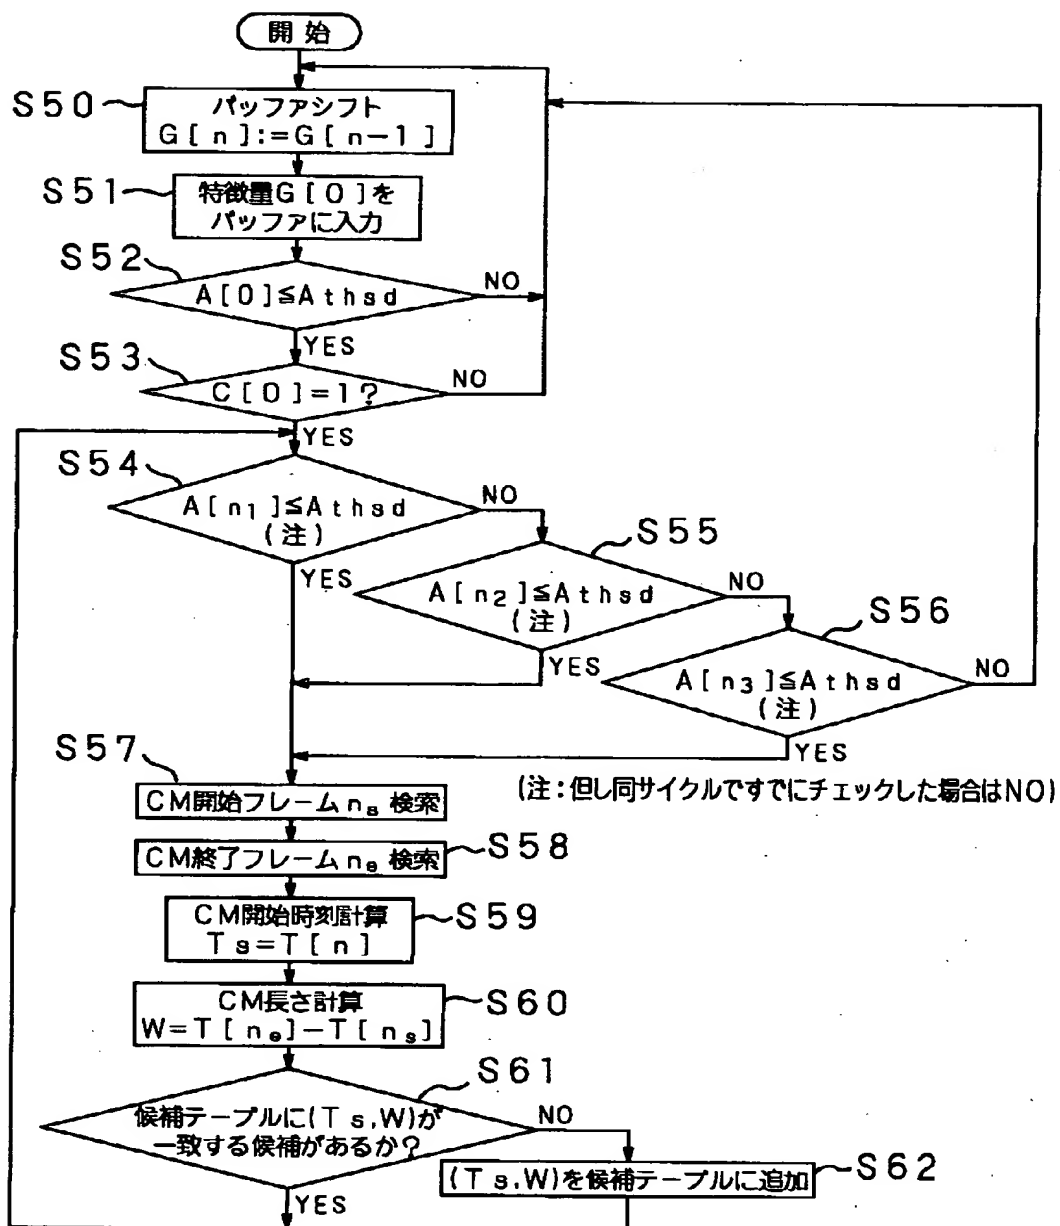 開始
S50
バッファシフト
G[n]:=G[n-1]
S51
特徴量G[0]を
バッファに入力
S52
A[0]≦Athsd
NO
YES
S53
C[0]=1?
NO
YES
S54
A[n1]≦Athsd
(注)
NO
YES
S55
A[n2]≦Athsd
(注)
NO
YES
S56
A[n3]≦Athsd
(注)
NO
YES
(注:但し同サイクルですでにチェックした場合はNO)
S57
CM開始フレームns検索
CM終了フレームne検索
S58
CM開始時刻計算
Ts=T[n]
S59
CM長さ計算
W=T[ne]-T[ns]
S60
S61
候補テーブルに(Ts,W)が
一致する候補があるか?
NO
YES
(Ts,W)を候補テーブルに追加
S62